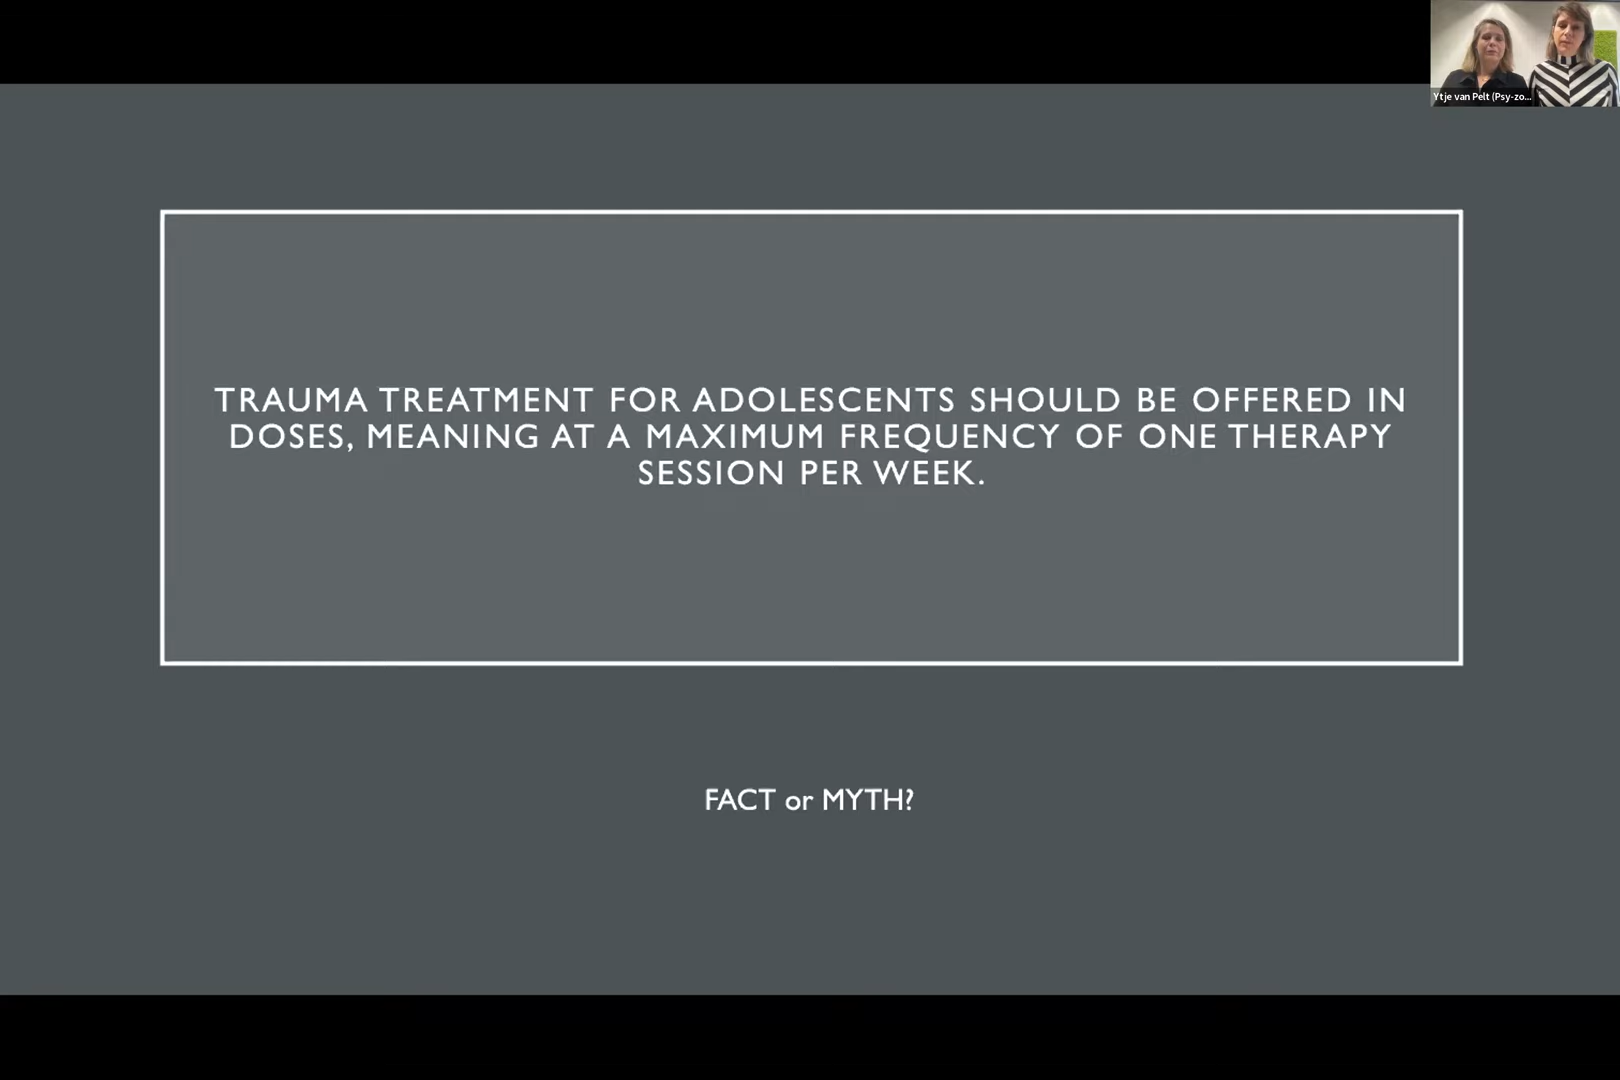 Ytje van Pelt (Psy-zo...
TRAUMA TREATMENT FOR ADOLESCENTS SHOULD BE OFFERED IN
DOSES, MEANING AT A MAXIMUM FREQUENCY OF ONE THERAPY
SESSION PER WEEK.
FACT or MYTH?